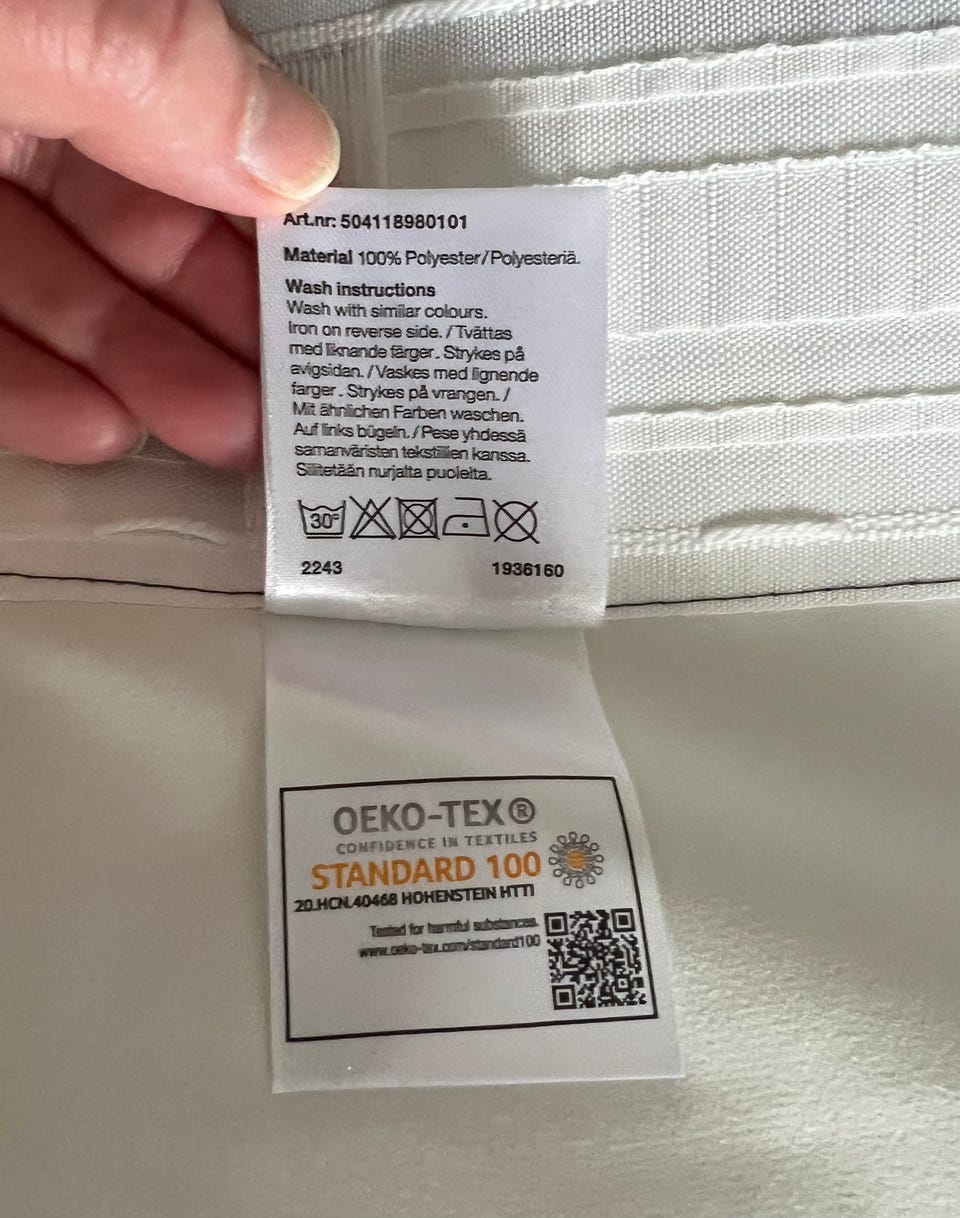 Art.nr: 504118980101
Material 100% Polyester/Polyesteriä.
Wash instructions
Wash with similar colours.
Iron on reverse side. / Tvättas
med liknande färger. Strykes på
avigsidan. / Vaskes med lignende
farger. Strykes på vrangen. /
Mit ähnlichen Farben waschen.
Auf links bügeln. / Pese yhdessä
samanväristen tekstiilien kanssa.
Silitetään nurjalta puolelta.
30°
2243 1936160
OEKO-TEX®
CONFIDENCE IN TEXTILES
STANDARD 100
20.HCN.40468 HOHENSTEIN HTTI
Tested for harmful substances.
www.oeko-tex.com/standard100